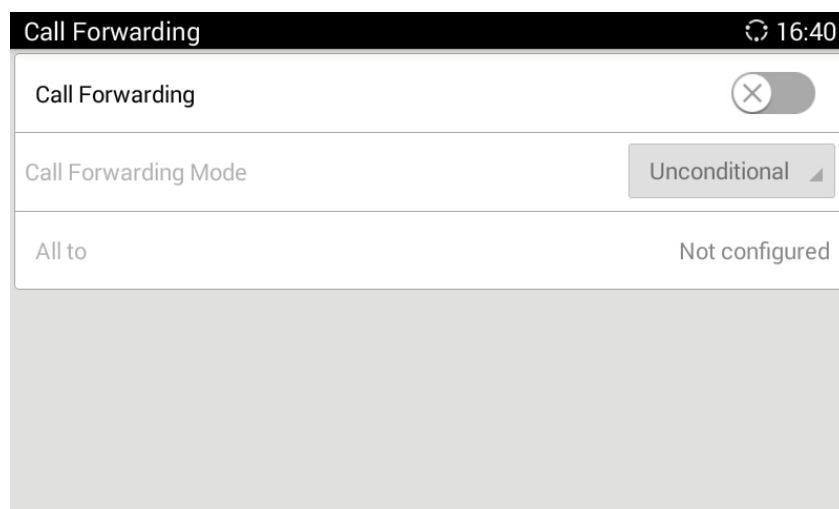 Call Forwarding 16:40
Call Forwarding
Call Forwarding Mode Unconditional
All to Not configured